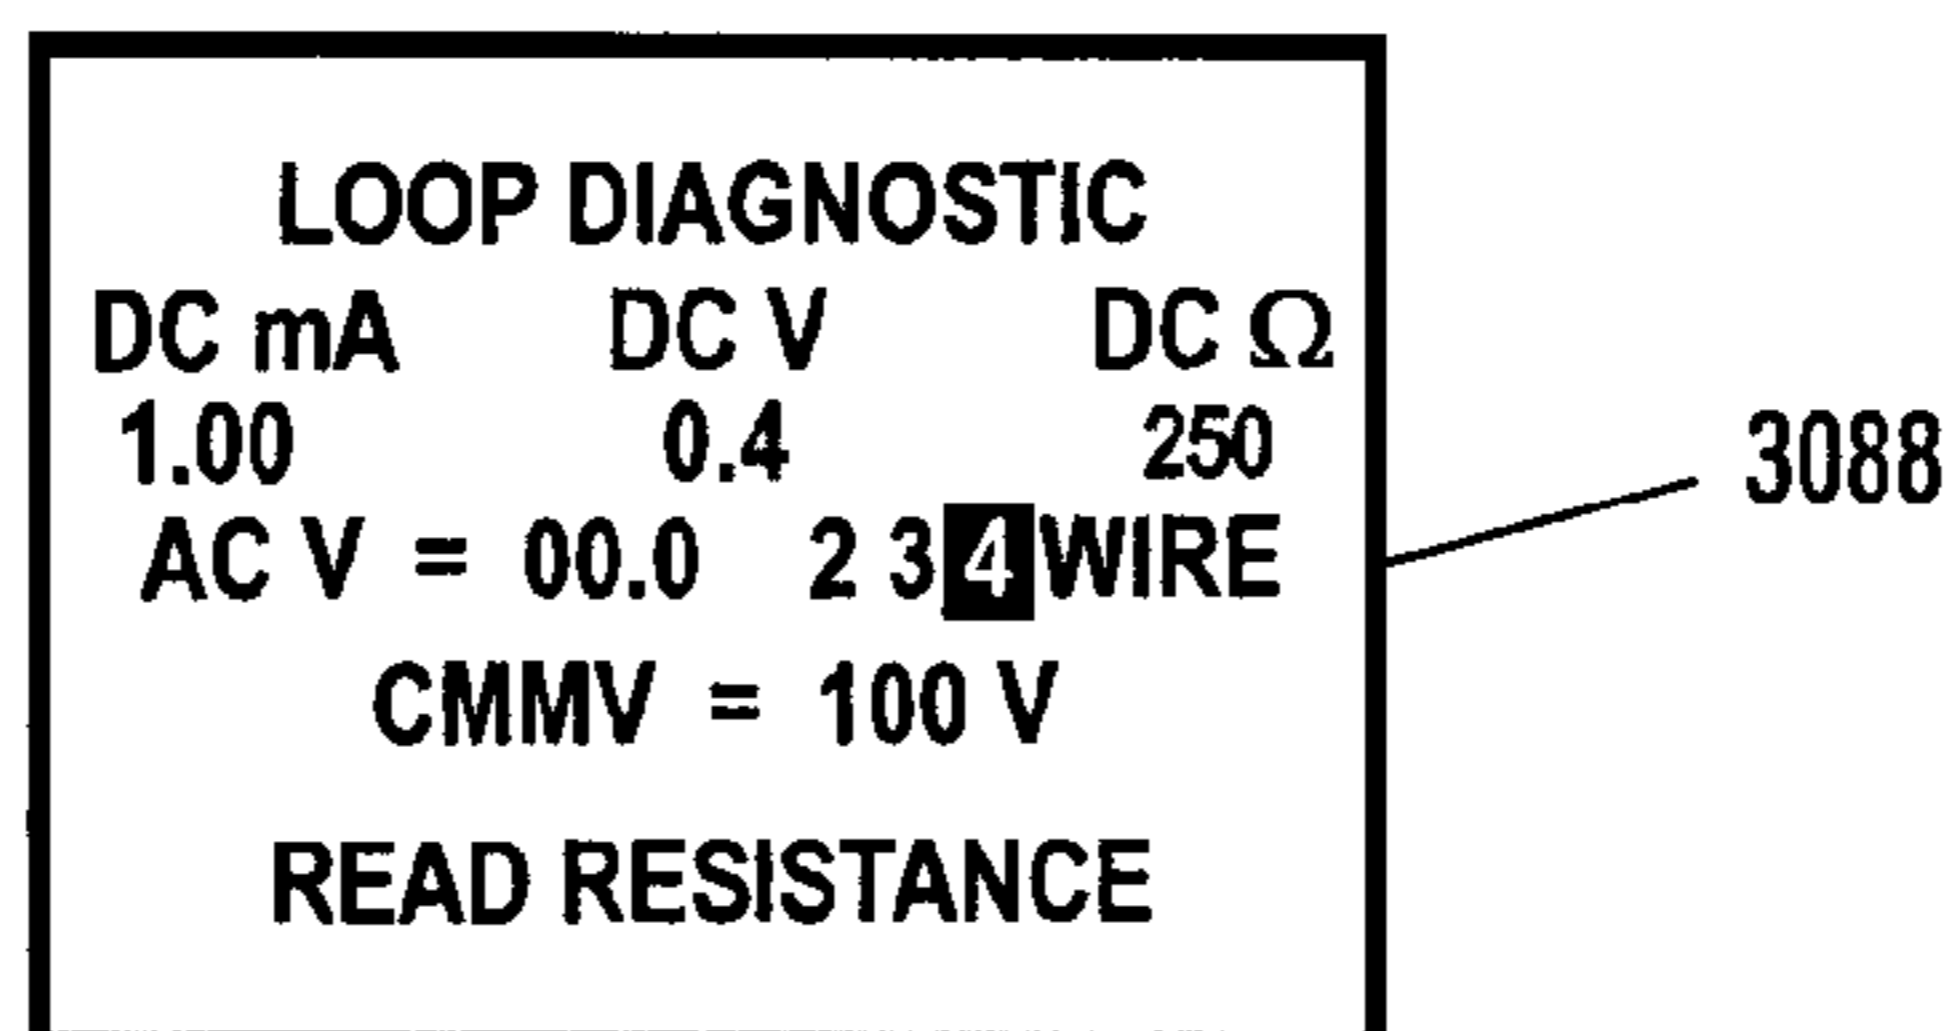 LOOP DIAGNOSTIC
DC mA DC V DC Ω
1.00 0.4 250
AC V = 00.0 2 3 4 WIRE
CMMV = 100 V
READ RESISTANCE
3088